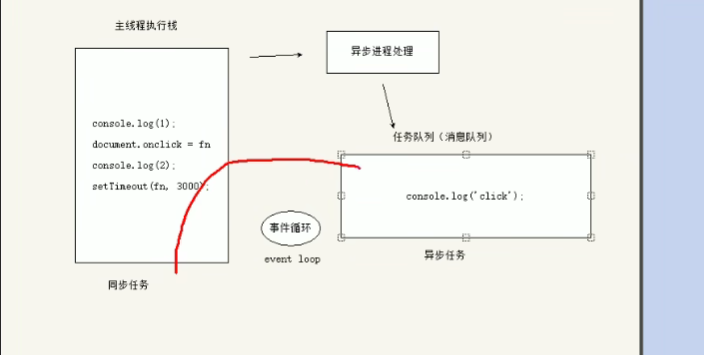 主线程执行栈
console.log(1);
document.onclick = fn
console.log(2);
setTimeout(fn, 3000);
同步任务
异步进程处理
任务队列（消息队列）
console.log('click');
异步任务
事件循环
event loop